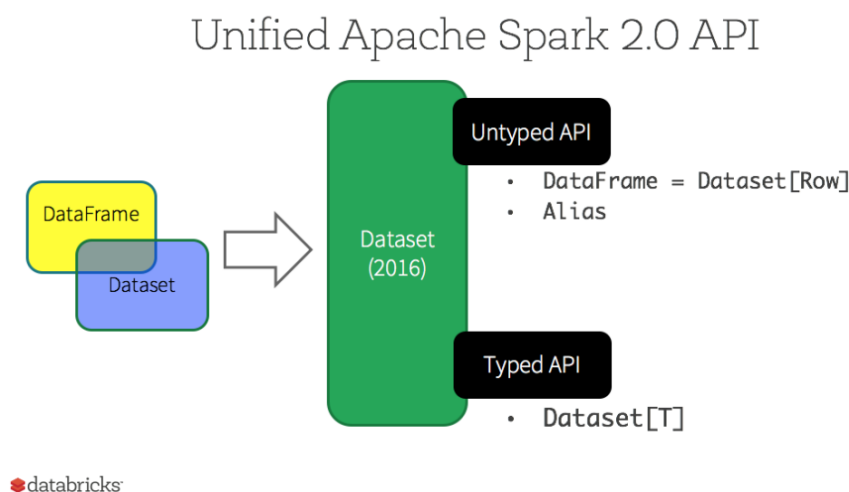 Unified Apache Spark 2.0 API
Untyped API
• DataFrame = Dataset[Row]
• Alias
DataFrame
Dataset
Dataset
(2016)
Typed API
• Dataset[T]
databricks